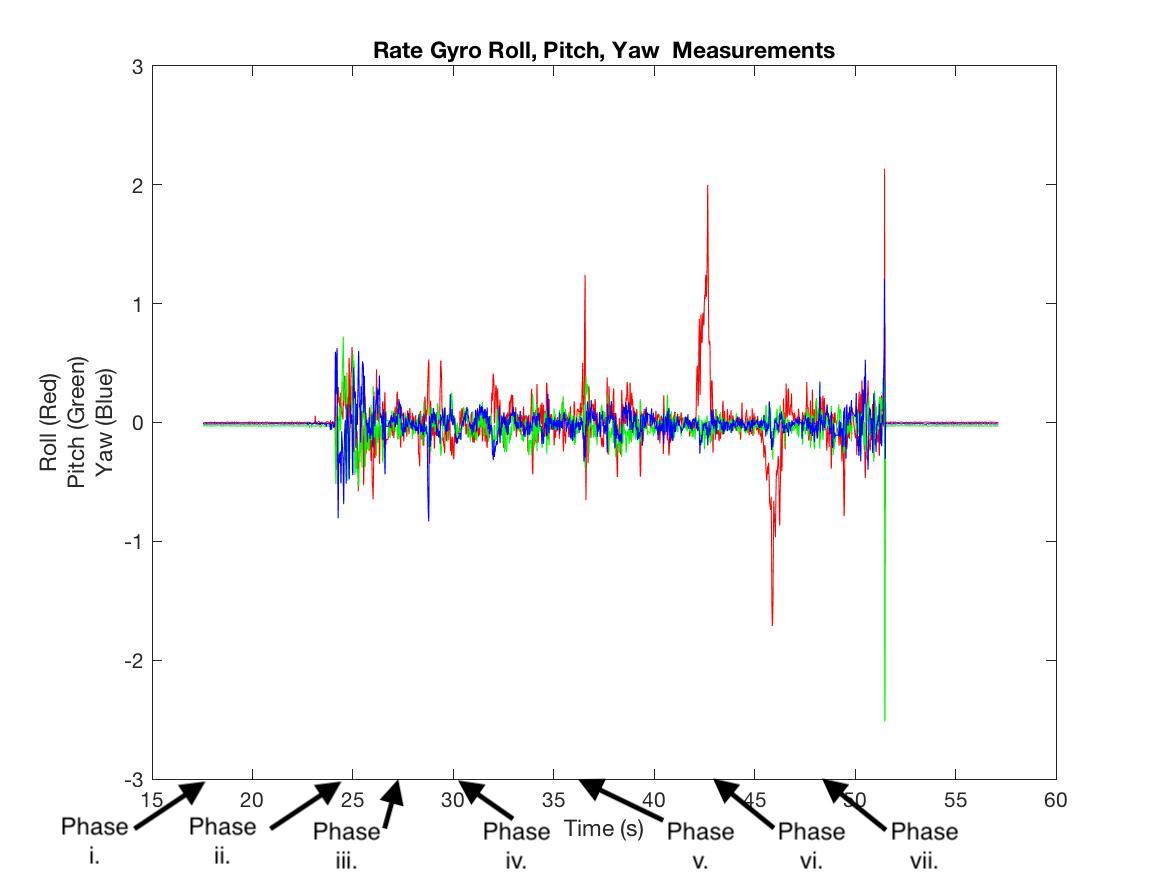 Rate Gyro Roll, Pitch, Yaw  Measurements
3
2
1
0
-1
-2
-3
Roll (Red)
Pitch (Green)
Yaw (Blue)
15 20 25 30 35 40 45 50 55 60
Time (s)
Phase i.
Phase ii.
Phase iii.
Phase iv.
Phase v.
Phase vi.
Phase vii.